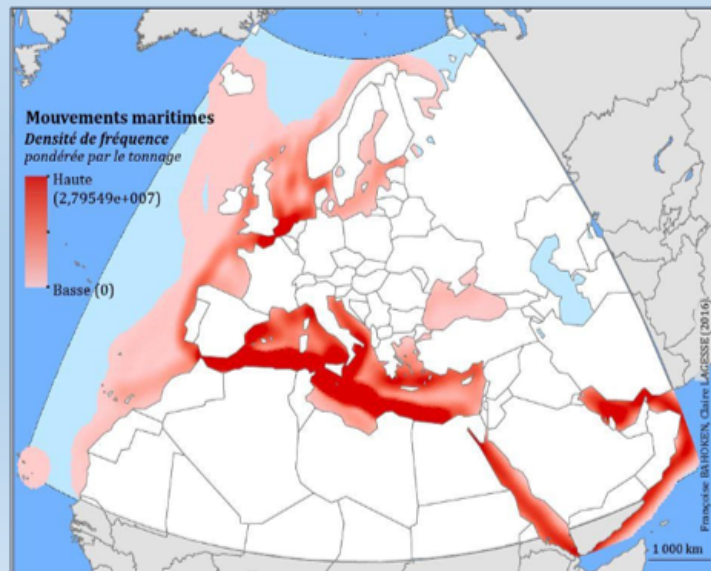 Mouvements maritimes
Densité de fréquence
pondérée par le tonnage
Haute
(2,79549e+007)
Basse (0)
Françoise BAHOKEN, Claire LAGESSE (2016)
1 000 km